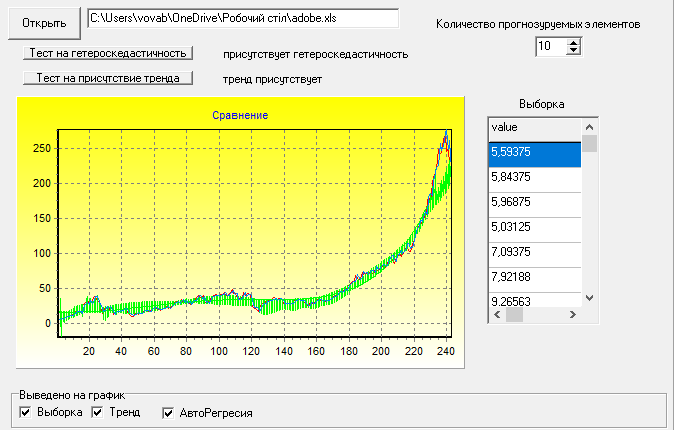 Открыть
C:\Users\vovab\OneDrive\Робочий стіл\adobe.xls
Количество прогнозуруемых элементов
10
Тест на гетероскедастичность
присутствует гетероскедастичность
Тест на присутствие тренда
тренд присутствует
Сравнение
250
200
150
100
50
0
20 40 60 80 100 120 140 160 180 200 220 240
Выборка
value
5,59375
5,84375
5,96875
5,03125
7,09375
7,92188
9,26563
Выведено на график
Выборка Тренд АвтоРегресия